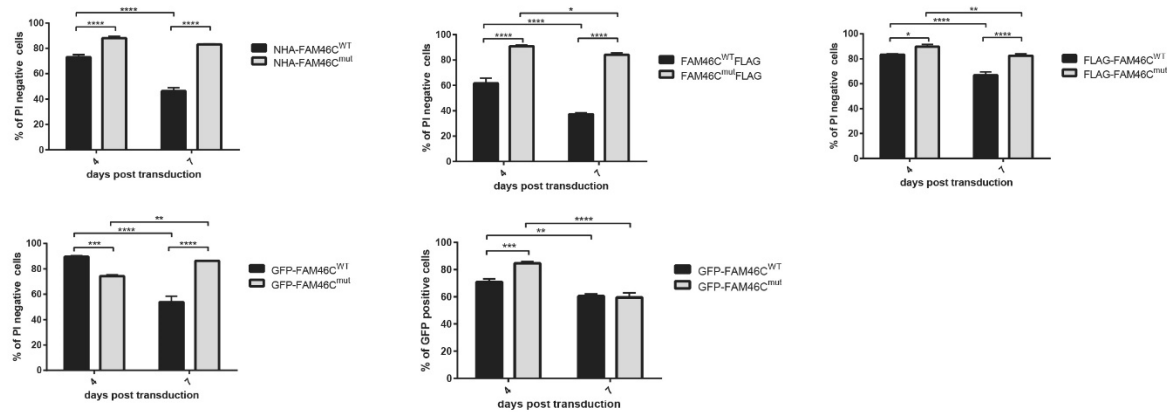 ****
****
****
% of PI negative cells
100
80
60
40
20
0
4
7
days post transduction
NHA-FAM46C^WT
NHA-FAM46C^mut
*
****
****
****
% of PI negative cells
100
80
60
40
20
0
4
7
days post transduction
FAM46C^WT FLAG
FAM46C^mut FLAG
**
****
*
****
% of PI negative cells
100
80
60
40
20
0
4
7
days post transduction
FLAG-FAM46C^WT
FLAG-FAM46C^mut
**
****
***
****
% of PI negative cells
100
80
60
40
20
0
4
7
days post transduction
GFP-FAM46C^WT
GFP-FAM46C^mut
****
**
***
% of GFP positive cells
100
80
60
40
20
0
4
7
days post transduction
GFP-FAM46C^WT
GFP-FAM46C^mut